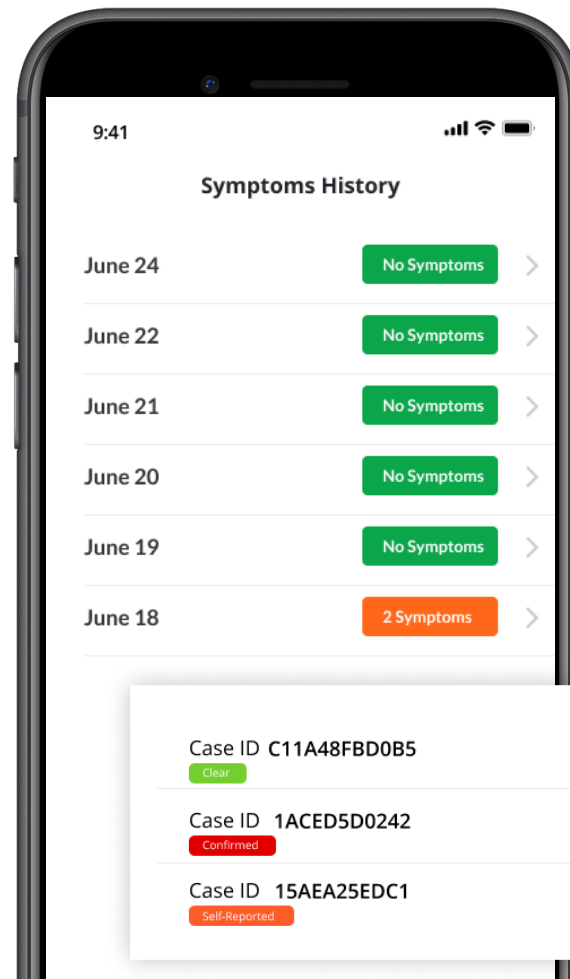 9:41
Symptoms History
June 24 No Symptoms
June 22 No Symptoms
June 21 No Symptoms
June 20 No Symptoms
June 19 No Symptoms
June 18 2 Symptoms
Case ID C11A48FBD0B5
Clear
Case ID 1ACED5D0242
Confirmed
Case ID 15AEA25EDC1
Self-Reported